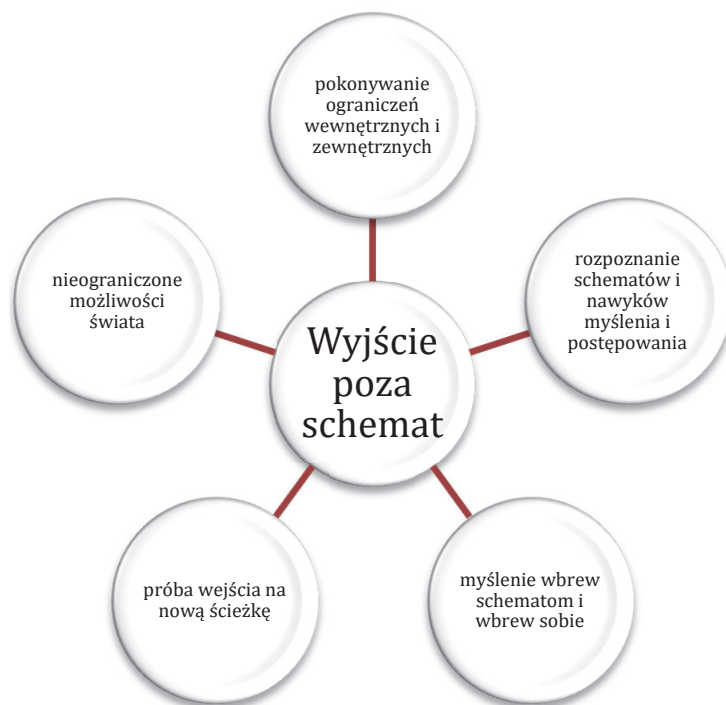 pokonywanie
ograniczeń
wewnętrznych i
zewnętrznych
nieograniczone
możliwości
świata
rozpoznanie
schematów i
nawyków
myślenia i
postępowania
Wyjście
poza
schemat
próba wejścia na
nową ścieżkę
myślenie wbrew
schematom i
wbrew sobie